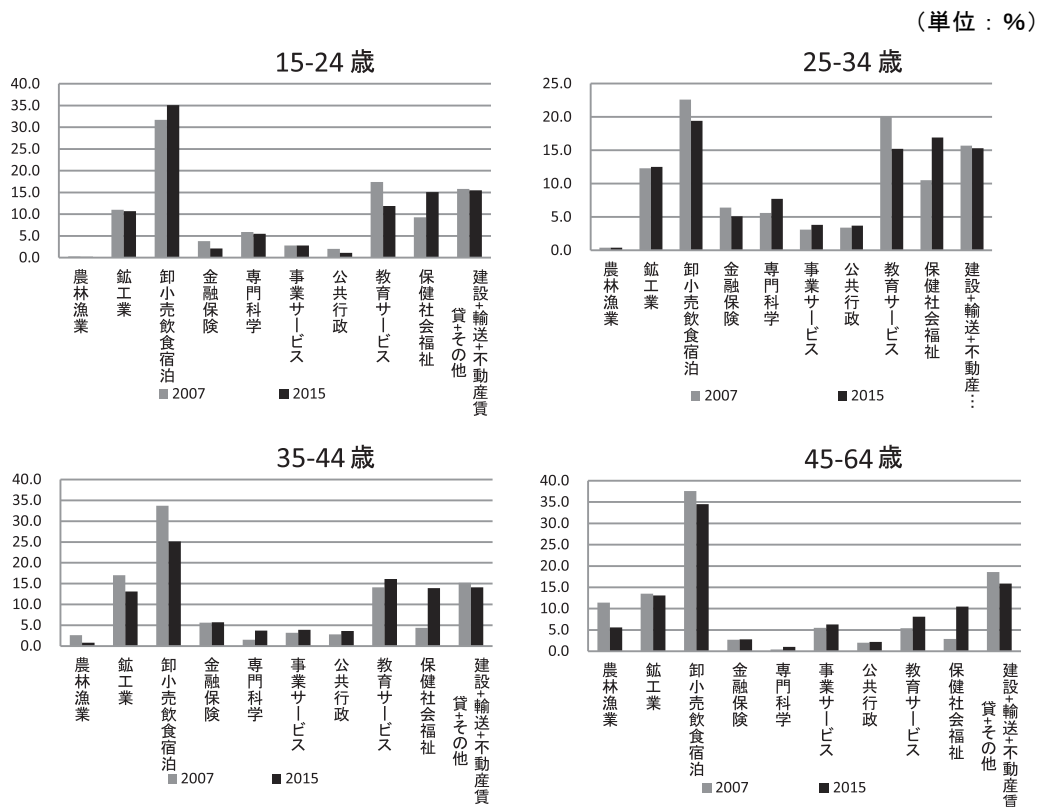 （単位：%）
15-24 歳
40.0
35.0
30.0
25.0
20.0
15.0
10.0
5.0
0.0
農林漁業
鉱工業
卸小売飲食宿泊
金融保険
専門科学
事業サービス
公共行政
教育サービス
保健社会福祉
建設+輸送+不動産賃
貸+その他
2007
2015
25-34 歳
25.0
20.0
15.0
10.0
5.0
0.0
農林漁業
鉱工業
卸小売飲食宿泊
金融保険
専門科学
事業サービス
公共行政
教育サービス
保健社会福祉
建設+輸送+不動産…
2007
2015
35-44 歳
40.0
35.0
30.0
25.0
20.0
15.0
10.0
5.0
0.0
農林漁業
鉱工業
卸小売飲食宿泊
金融保険
専門科学
事業サービス
公共行政
教育サービス
保健社会福祉
建設+輸送+不動産賃
貸+その他
2007
2015
45-64 歳
40.0
35.0
30.0
25.0
20.0
15.0
10.0
5.0
0.0
農林漁業
鉱工業
卸小売飲食宿泊
金融保険
専門科学
事業サービス
公共行政
教育サービス
保健社会福祉
建設+輸送+不動産賃
貸+その他
2007
2015